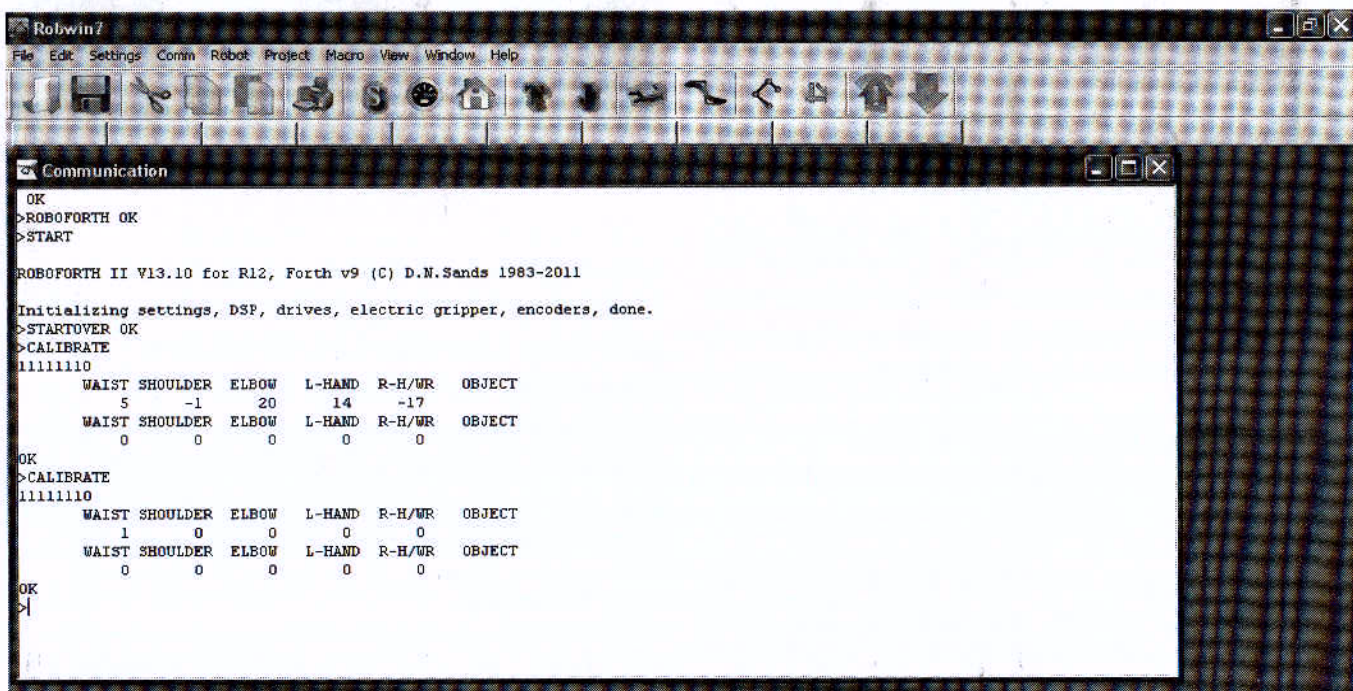 Robwin7
File Edit Settings Comm Robot Project Macro View Window Help
S
Communication
OK
>ROBOFORTH OK
>START
ROBOFORTH II V13.10 for R12, Forth v9 (C) D.N.Sands 1983-2011
Initializing settings, DSP, drives, electric gripper, encoders, done.
>STARTOVER OK
>CALIBRATE
11111110
WAIST SHOULDER ELBOW L-HAND R-H/WR OBJECT
5 -1 20 14 -17
WAIST SHOULDER ELBOW L-HAND R-H/WR OBJECT
0 0 0 0 0
OK
>CALIBRATE
11111110
WAIST SHOULDER ELBOW L-HAND R-H/WR OBJECT
1 0 0 0 0
WAIST SHOULDER ELBOW L-HAND R-H/WR OBJECT
0 0 0 0 0
OK
>